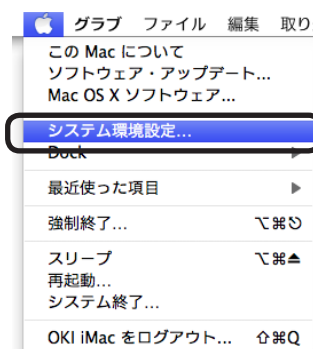 グラブ ファイル 編集 取り
この Mac について
ソフトウェア・アップデート...
Mac OS X ソフトウェア...
システム環境設定...
Dock
最近使った項目 ▶
強制終了... ⌥⌘⎋
スリープ ⌥⌘⏏
再起動...
システム終了...
OKI iMac をログアウト... ⇧⌘Q